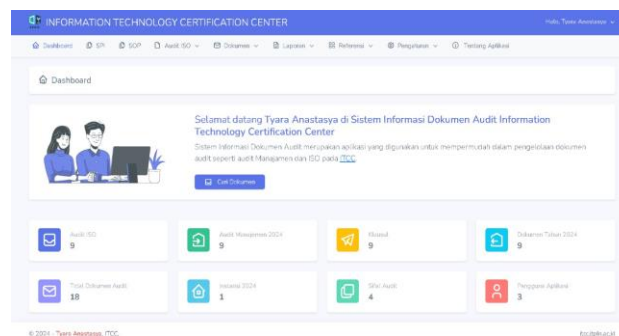 INFORMATION TECHNOLOGY CERTIFICATION CENTER
Hello, Tyara Anastasya
Dashboard SPI SOP Audit ISO Dokumen Laporan Referensi Pengaturan Tentang Aplikasi
Dashboard
Selamat datang Tyara Anastasya di Sistem Informasi Dokumen Audit Information
Technology Certification Center
Sistem Informasi Dokumen Audit merupakan aplikasi yang digunakan untuk mempermudah dalam pengelolaan dokumen
audit seperti audit Manajemen dan ISO pada ITCC.
Cari Dokumen
Audit ISO
9
Audit Manajemen 2024
9
Klausul
9
Dokumen Tahun 2024
9
Total Dokumen Audit
18
Instansi 2024
1
Sifat Audit
4
Pengguna Aplikasi
3
© 2024 - Tyara Anastasya, ITCC.